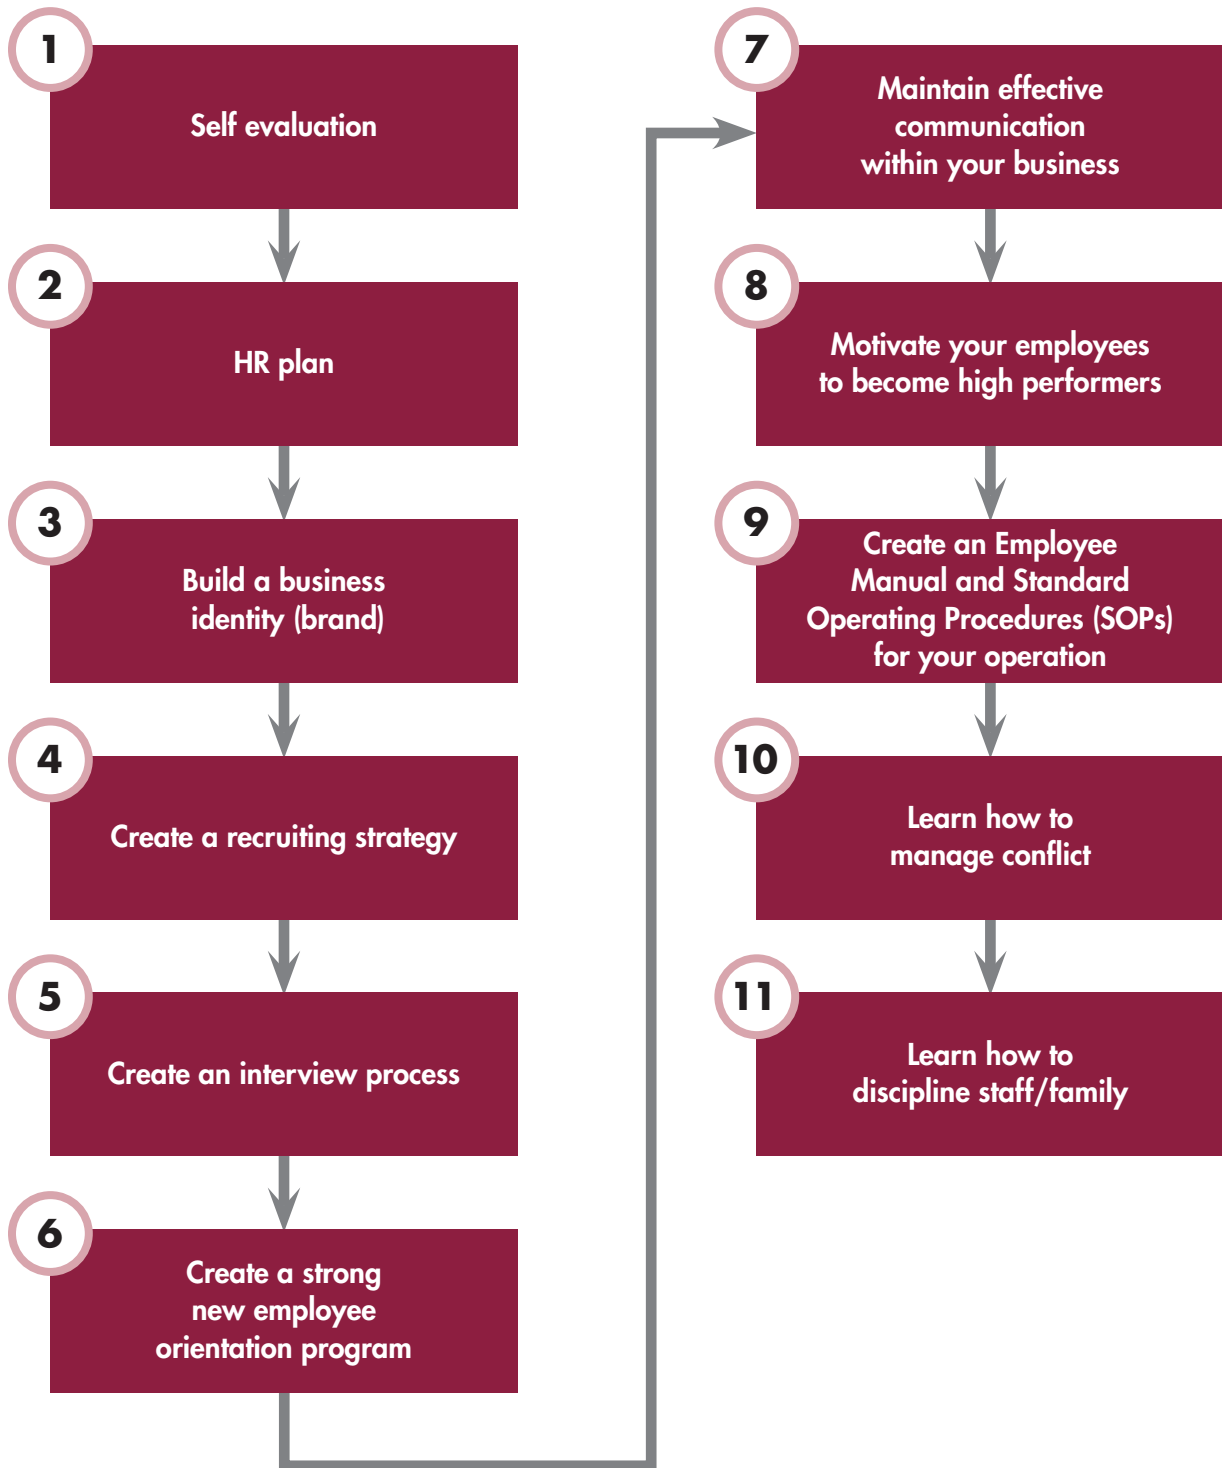 1
Self evaluation
2
HR plan
3
Build a business
identity (brand)
4
Create a recruiting strategy
5
Create an interview process
6
Create a strong
new employee
orientation program
7
Maintain effective
communication
within your business
8
Motivate your employees
to become high performers
9
Create an Employee
Manual and Standard
Operating Procedures (SOPs)
for your operation
10
Learn how to
manage conflict
11
Learn how to
discipline staff/family